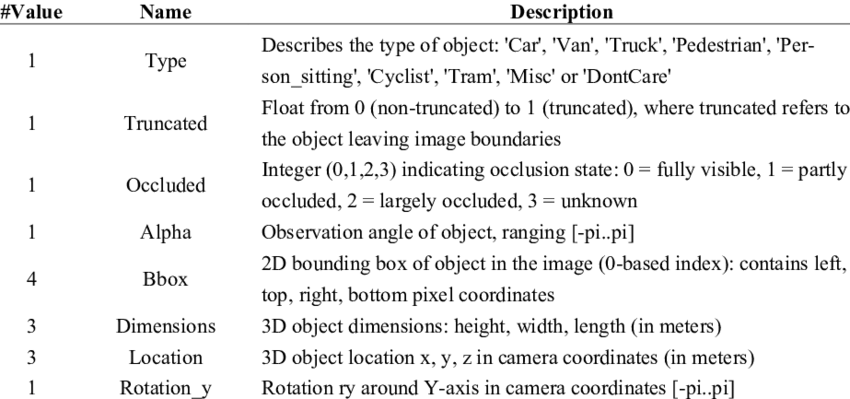 #Value Name Description
1 Type Describes the type of object: 'Car', 'Van', 'Truck', 'Pedestrian', 'Per-
son_sitting', 'Cyclist', 'Tram', 'Misc' or 'DontCare'
1 Truncated Float from 0 (non-truncated) to 1 (truncated), where truncated refers to
the object leaving image boundaries
1 Occluded Integer (0,1,2,3) indicating occlusion state: 0 = fully visible, 1 = partly
occluded, 2 = largely occluded, 3 = unknown
1 Alpha Observation angle of object, ranging [-pi..pi]
4 Bbox 2D bounding box of object in the image (0-based index): contains left,
top, right, bottom pixel coordinates
3 Dimensions 3D object dimensions: height, width, length (in meters)
3 Location 3D object location x, y, z in camera coordinates (in meters)
1 Rotation_y Rotation ry around Y-axis in camera coordinates [-pi..pi]